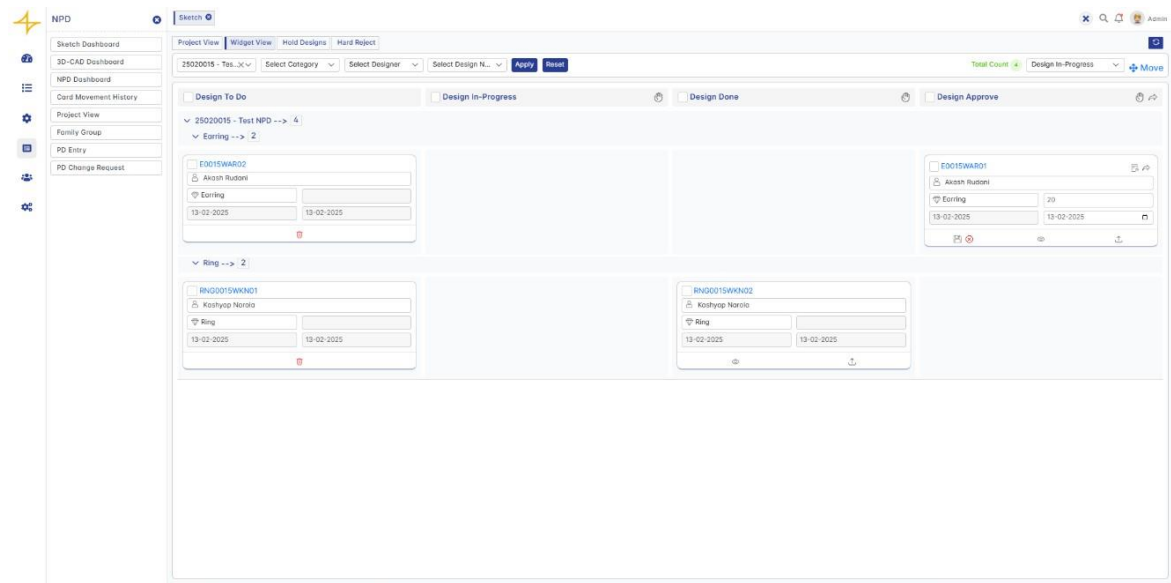 NPD
Sketch
Admin
Sketch Dashboard
3D-CAD Dashboard
NPD Dashboard
Card Movement History
Project View
Family Group
PD Entry
PD Change Request
Project View Widget View Hold Designs Hard Reject
25020015 - Tes... Select Category Select Designer Select Design N... Apply Reset Total Count 4 Design In-Progress Move
Design To Do Design In-Progress Design Done Design Approve
25020015 - Test NPD --> 4
Earring --> 2
E0015WAR02
Akash Rudani
Earring
13-02-2025 13-02-2025
E0015WAR01
Akash Rudani
Earring 20
13-02-2025 13-02-2025
Ring --> 2
RNG0015WKN01
Kashyap Narola
Ring
13-02-2025 13-02-2025
RNG0015WKN02
Kashyap Narola
Ring
13-02-2025 13-02-2025